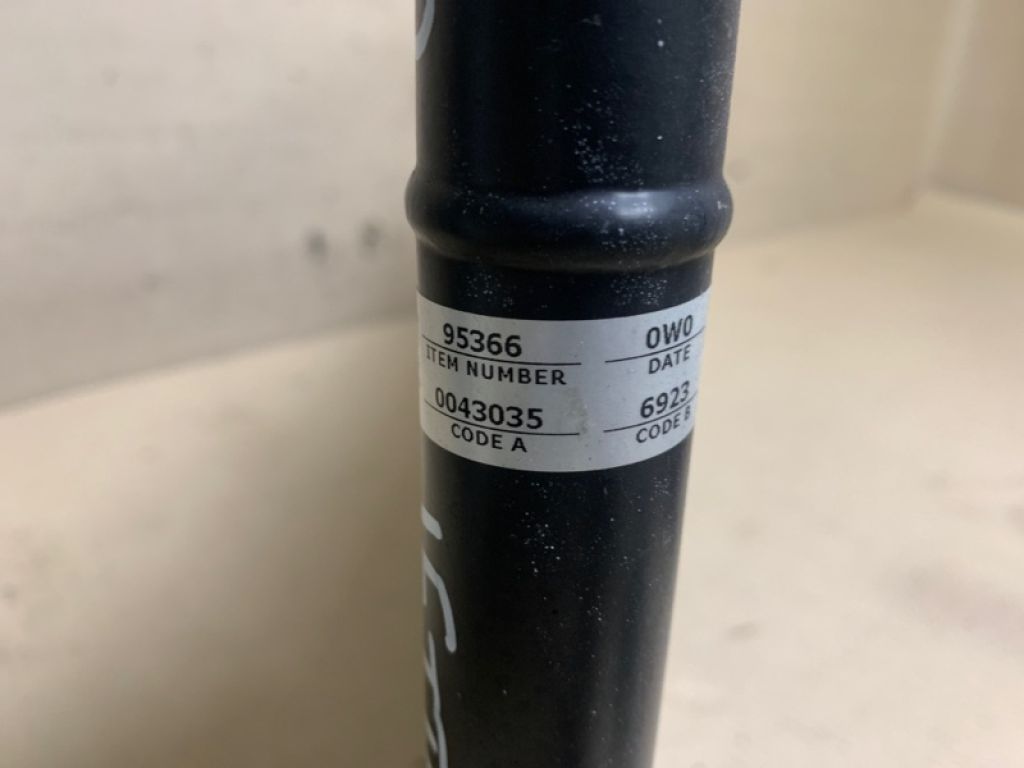 95366 0W0
ITEM NUMBER DATE
0043035 6923
CODE A CODE B